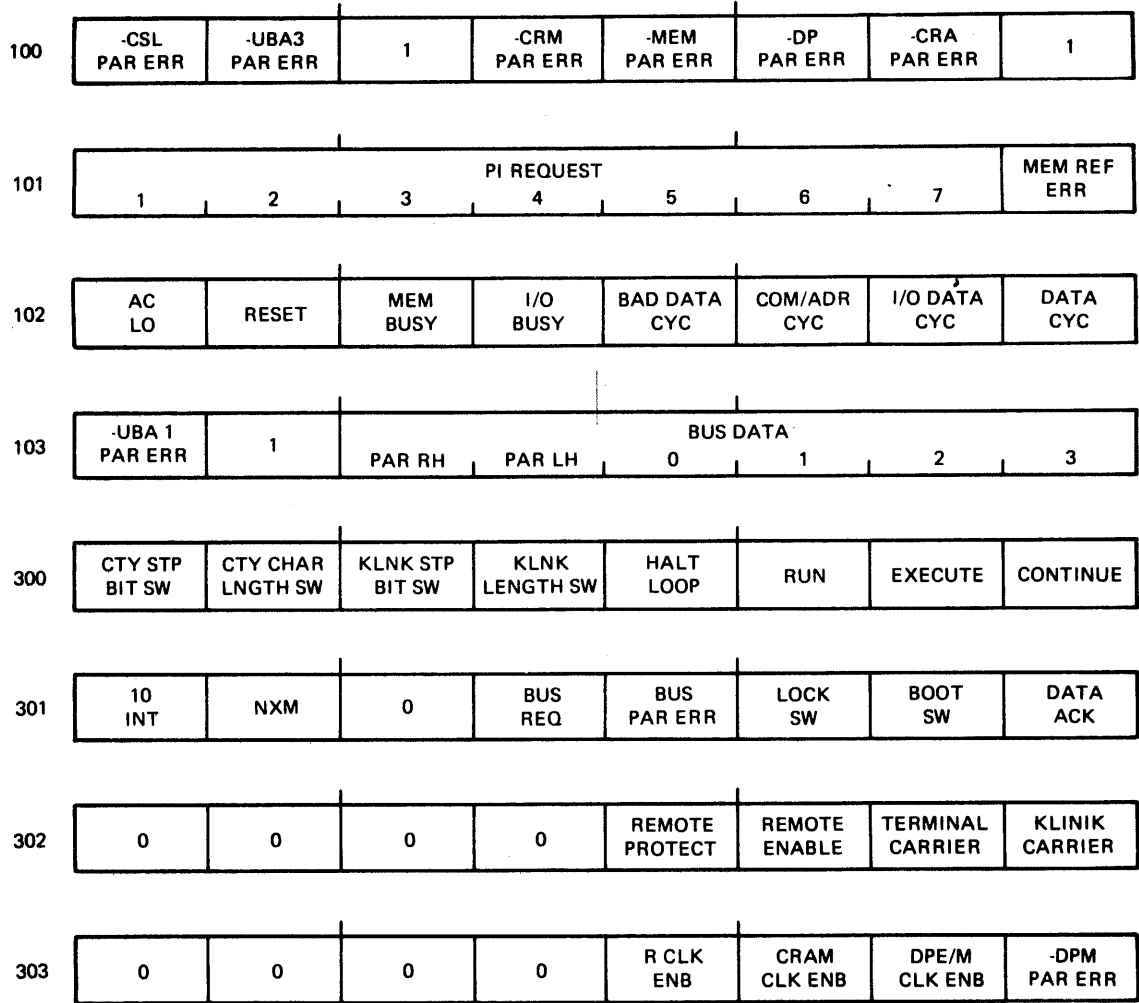 100 -CSL PAR ERR -UBA3 PAR ERR 1 -CRM PAR ERR -MEM PAR ERR -DP PAR ERR -CRA PAR ERR 1
101 PI REQUEST 1 2 3 4 5 6 7 MEM REF ERR
102 AC LO RESET MEM BUSY I/O BUSY BAD DATA CYC COM/ADR CYC I/O DATA CYC DATA CYC
103 -UBA 1 PAR ERR 1 BUS DATA PAR RH PAR LH 0 1 2 3
300 CTY STP BIT SW CTY CHAR LNGTH SW KLNK STP BIT SW KLNK LENGTH SW HALT LOOP RUN EXECUTE CONTINUE
301 10 INT NXM 0 BUS REQ BUS PAR ERR LOCK SW BOOT SW DATA ACK
302 0 0 0 0 REMOTE PROTECT REMOTE ENABLE TERMINAL CARRIER KLINIK CARRIER
303 0 0 0 0 R CLK ENB CRAM CLK ENB DPE/M CLK ENB -DPM PAR ERR